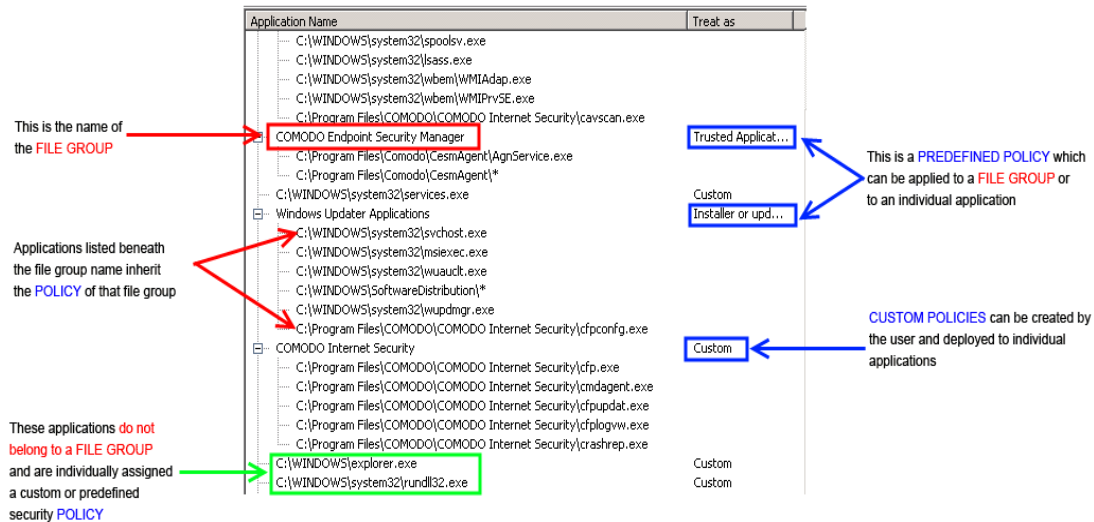 Application Name
Treat as
C:\WINDOWS\system32\spoolsv.exe
C:\WINDOWS\system32\lsass.exe
C:\WINDOWS\system32\wbem\WMIAdap.exe
C:\WINDOWS\system32\wbem\WMIPrvSE.exe
C:\Program Files\COMODO\COMODO Internet Security\cavscan.exe
COMODO Endpoint Security Manager
Trusted Applicat...
C:\Program Files\Comodo\CesmAgent\AgnService.exe
C:\Program Files\Comodo\CesmAgent\*
C:\WINDOWS\system32\services.exe
Custom
Windows Updater Applications
Installer or upd...
C:\WINDOWS\system32\svchost.exe
C:\WINDOWS\system32\msiexec.exe
C:\WINDOWS\system32\wuauclt.exe
C:\WINDOWS\SoftwareDistribution\*
C:\WINDOWS\system32\wupdmgr.exe
C:\Program Files\COMODO\COMODO Internet Security\cfpconfg.exe
COMODO Internet Security
Custom
C:\Program Files\COMODO\COMODO Internet Security\cfp.exe
C:\Program Files\COMODO\COMODO Internet Security\cmdagent.exe
C:\Program Files\COMODO\COMODO Internet Security\cfpupdat.exe
C:\Program Files\COMODO\COMODO Internet Security\cfplogvw.exe
C:\Program Files\COMODO\COMODO Internet Security\crashrep.exe
C:\WINDOWS\explorer.exe
Custom
C:\WINDOWS\system32\rundll32.exe
Custom
This is the name of
the FILE GROUP
Applications listed beneath
the file group name inherit
the POLICY of that file group
These applications do not
belong to a FILE GROUP
and are individually assigned
a custom or predefined
security POLICY
This is a PREDEFINED POLICY which
can be applied to a FILE GROUP or
to an individual application
CUSTOM POLICIES can be created by
the user and deployed to individual
applications